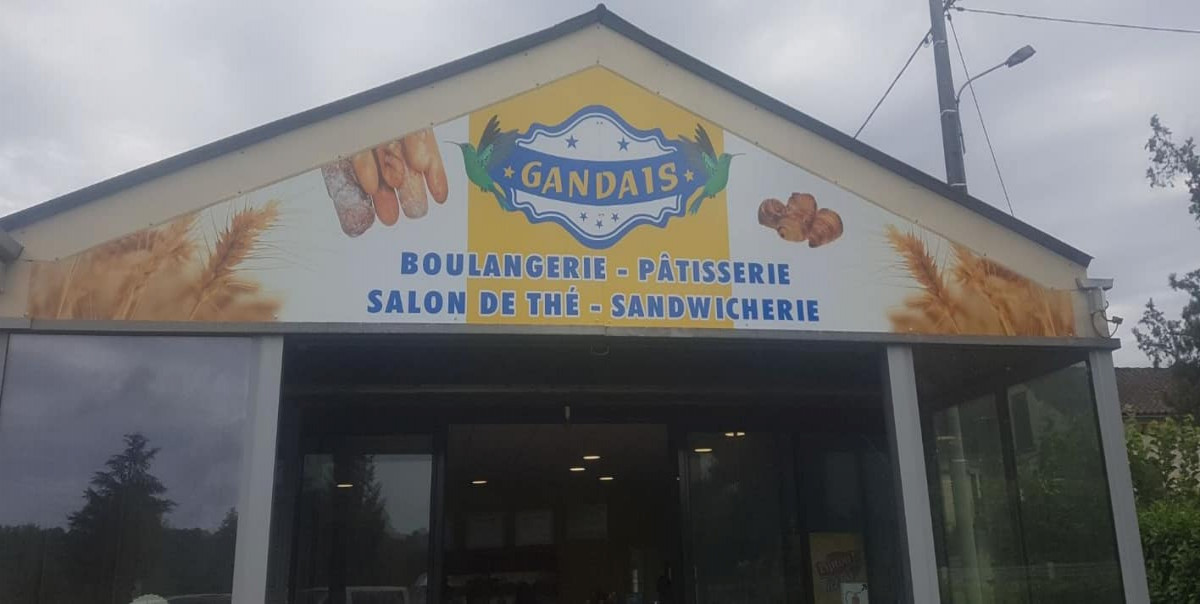 GANDAIS
BOULANGERIE - PÂTISSERIE
SALON DE THÉ - SANDWICHERIE